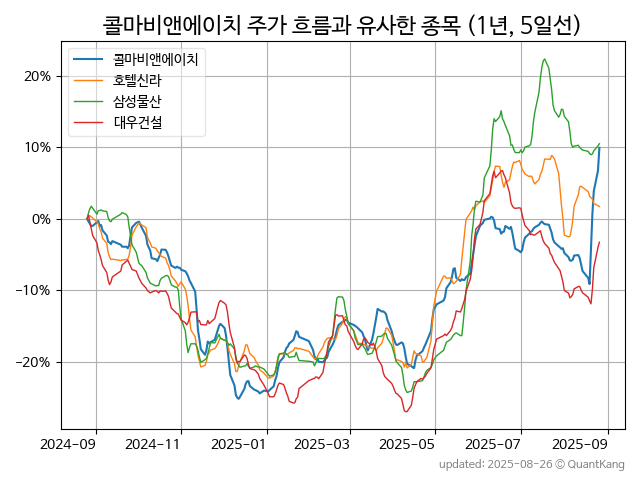 콜마비앤에이치 주가 흐름과 유사한 종목 (1년, 5일선)
콜마비앤에이치
호텔신라
삼성물산
대우건설
20%
10%
0%
−10%
−20%
2024−09 2024−11 2025−01 2025−03 2025−05 2025−07 2025−09
updated: 2025-08-26 © QuantKang